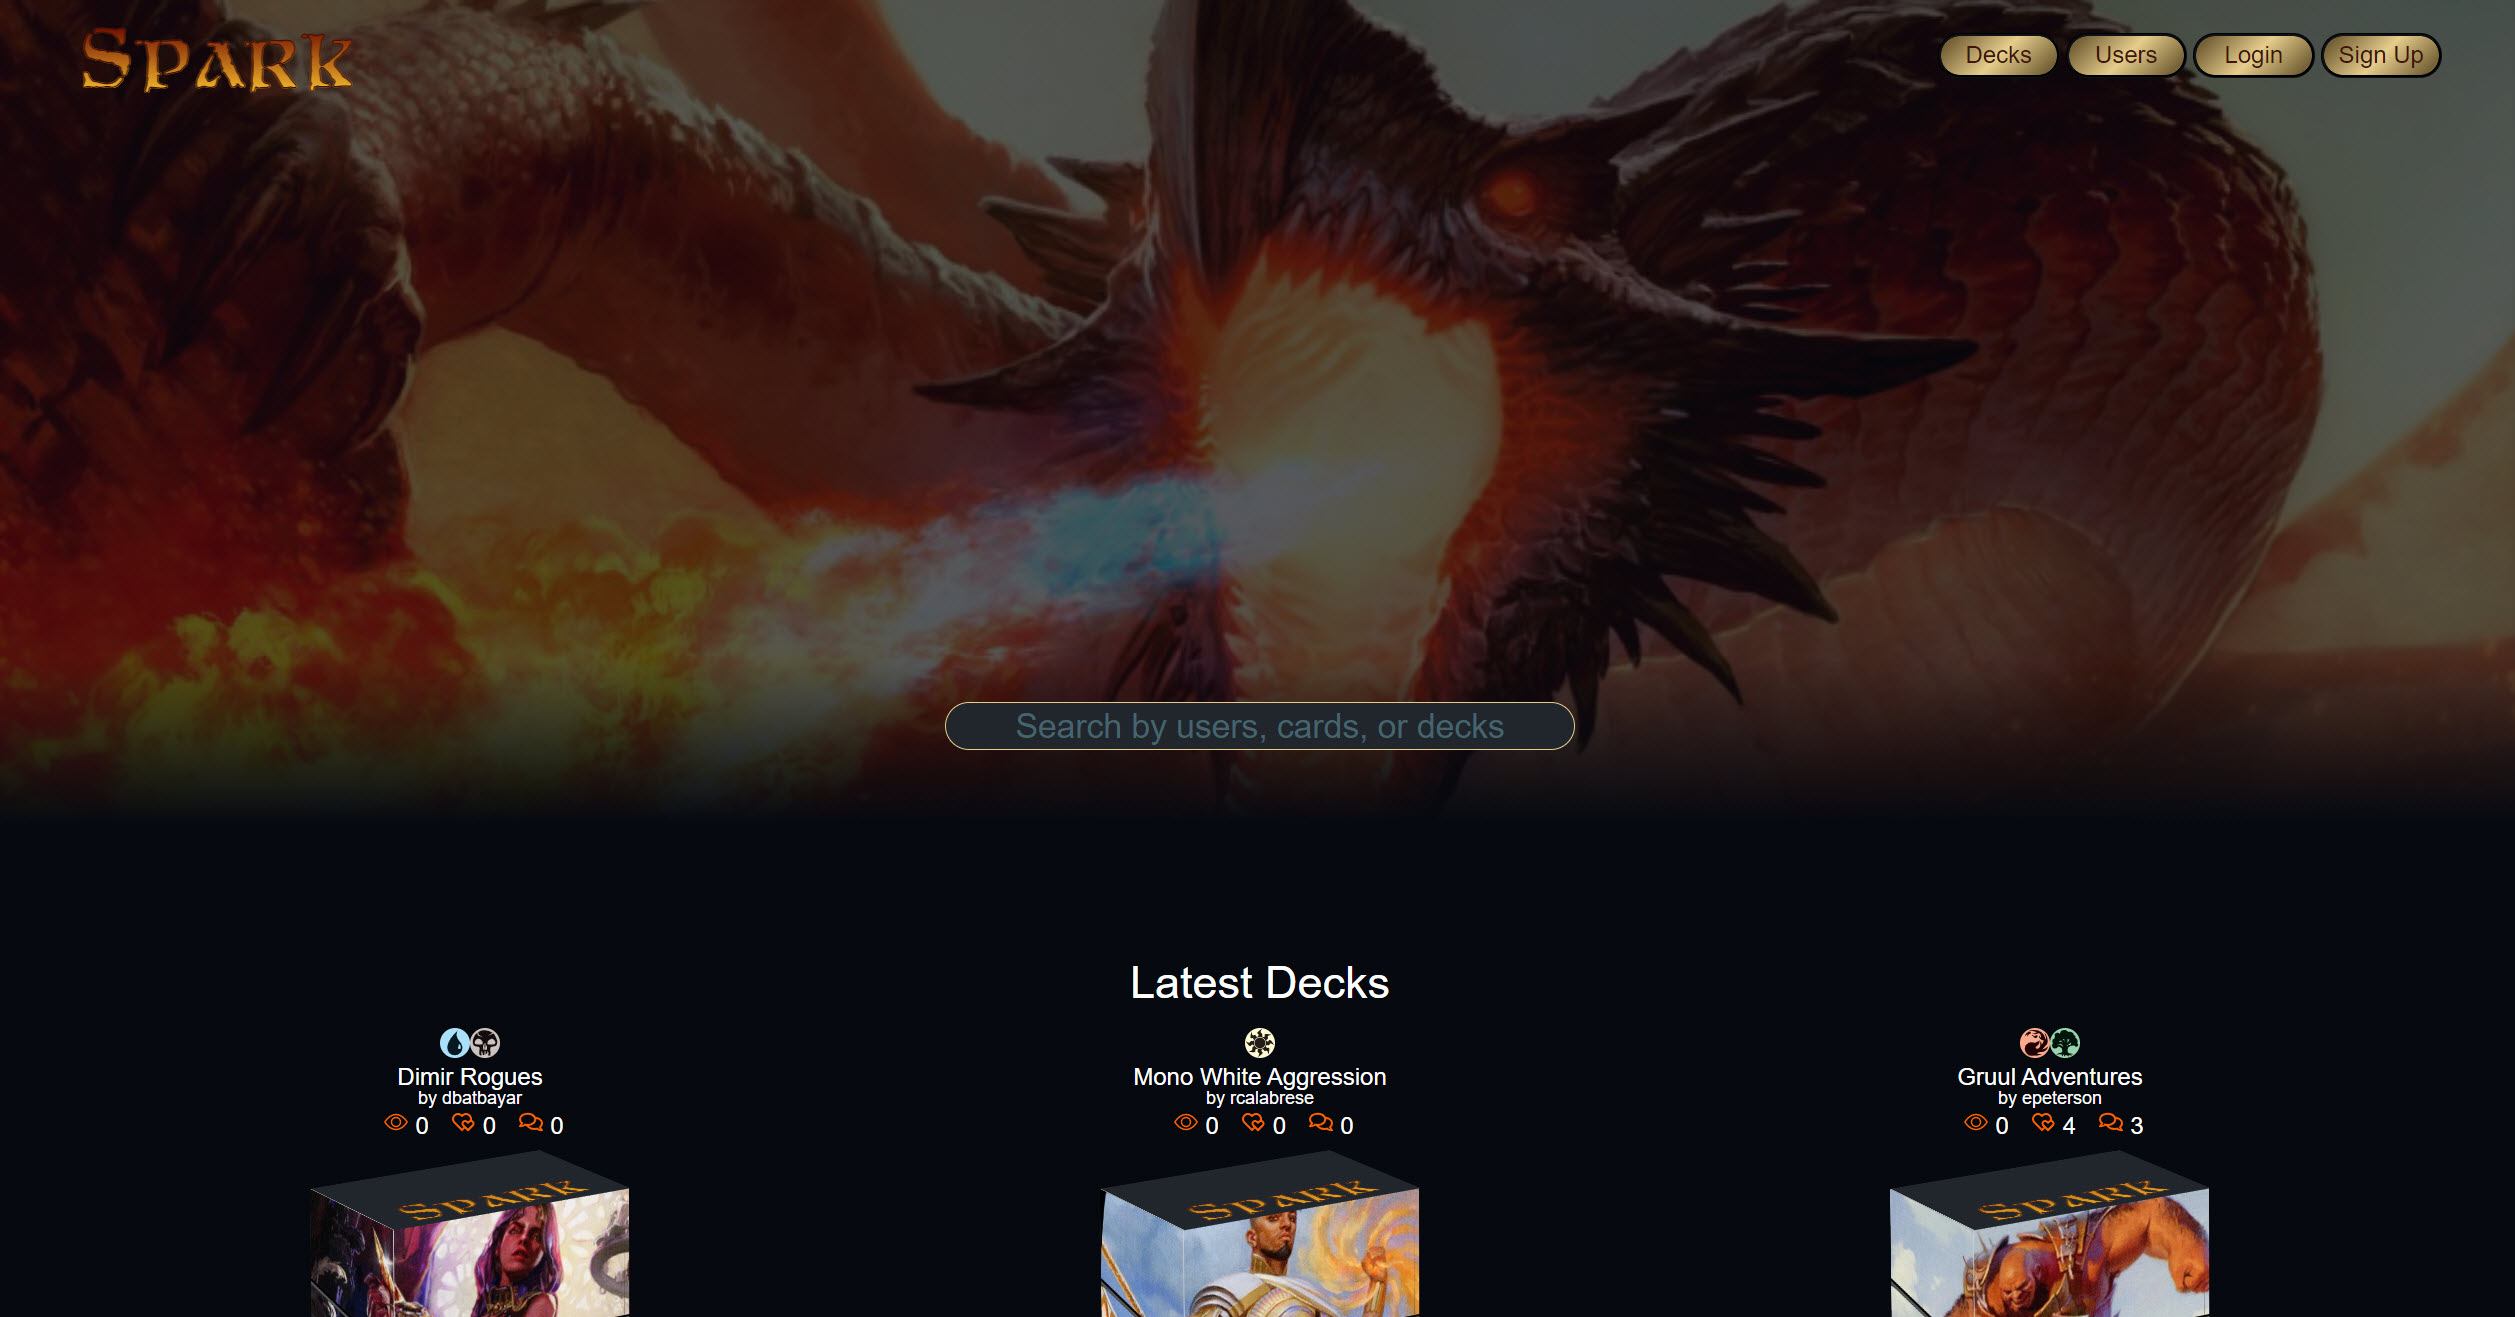 Spark
Decks Users Login Sign Up
Search by users, cards, or decks
Latest Decks
Dimir Rogues
by dbatbayar
0 0 0
Mono White Aggression
by rcalabrese
0 0 0
Gruul Adventures
by epeterson
0 4 3
Spark
Spark
Spark